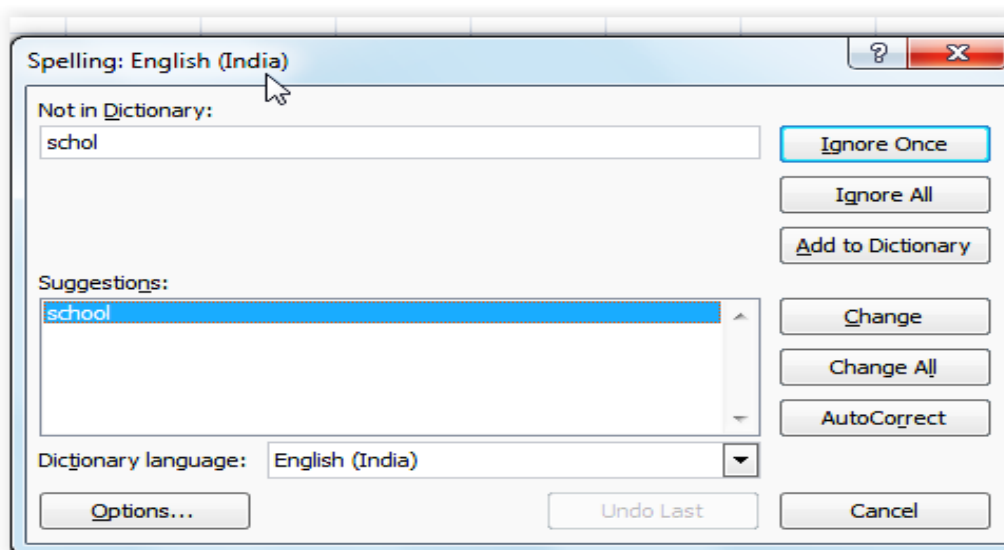 Spelling: English (India)
?
X
Not in Dictionary:
schol
Ignore Once
Ignore All
Add to Dictionary
Suggestions:
school
Change
Change All
AutoCorrect
Dictionary language:
English (India)
Options...
Undo Last
Cancel